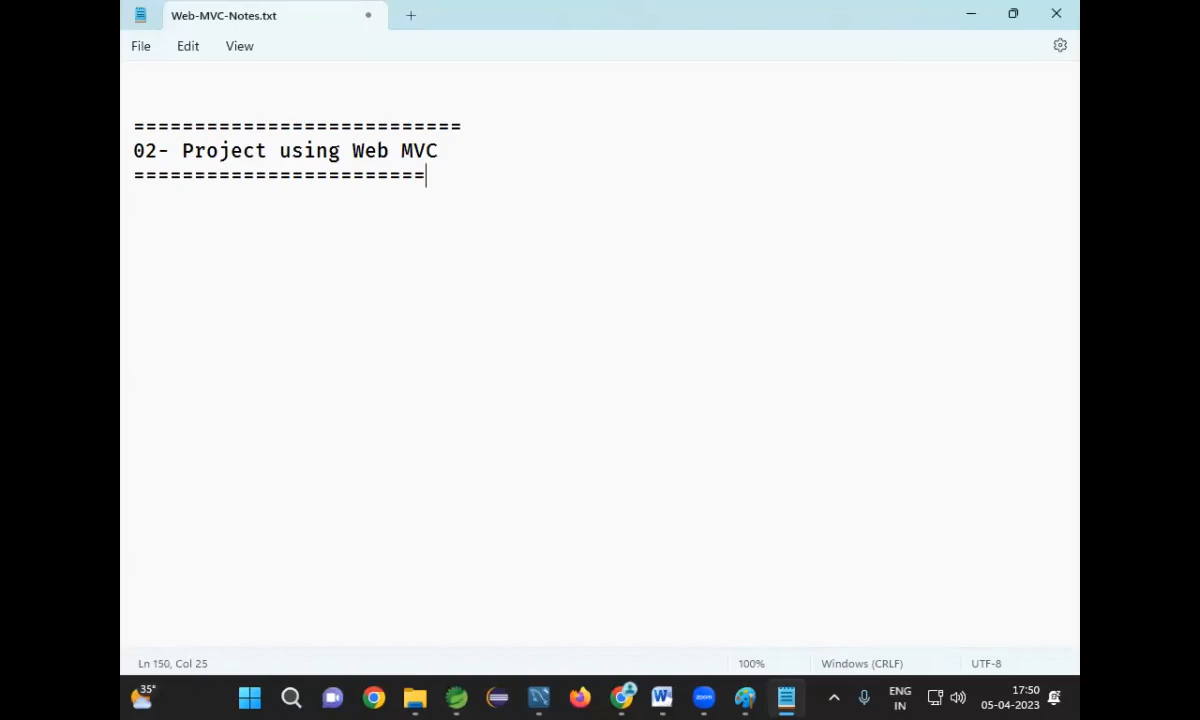 Web-MVC-Notes.txt
File Edit View
===========================
02- Project using Web MVC
========================
Ln 150, Col 25 100% Windows (CRLF) UTF-8
35° W zoom ENG 17:50
IN 05-04-2023